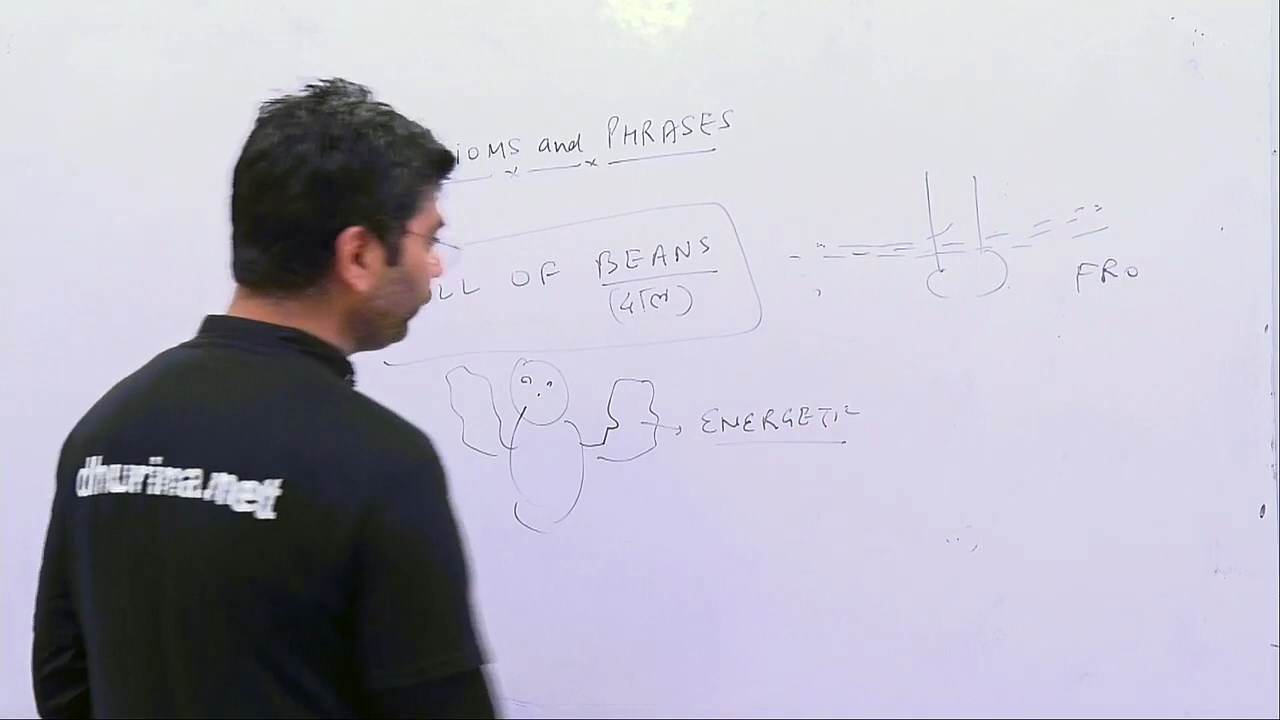 IOMS and PHRASES
LL OF BEANS
(दाल)
ENERGETIC
FRO
dhurina.net